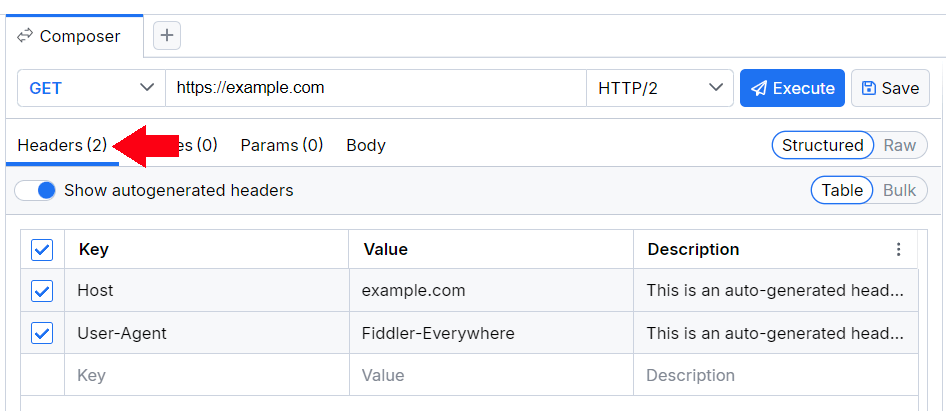 Composer
GET https://example.com HTTP/2 Execute Save
Headers (2) (0) Params (0) Body Structured Raw
Show autogenerated headers Table Bulk
Key Value Description
Host example.com This is an auto-generated head...
User-Agent Fiddler-Everywhere This is an auto-generated head...
Key Value Description